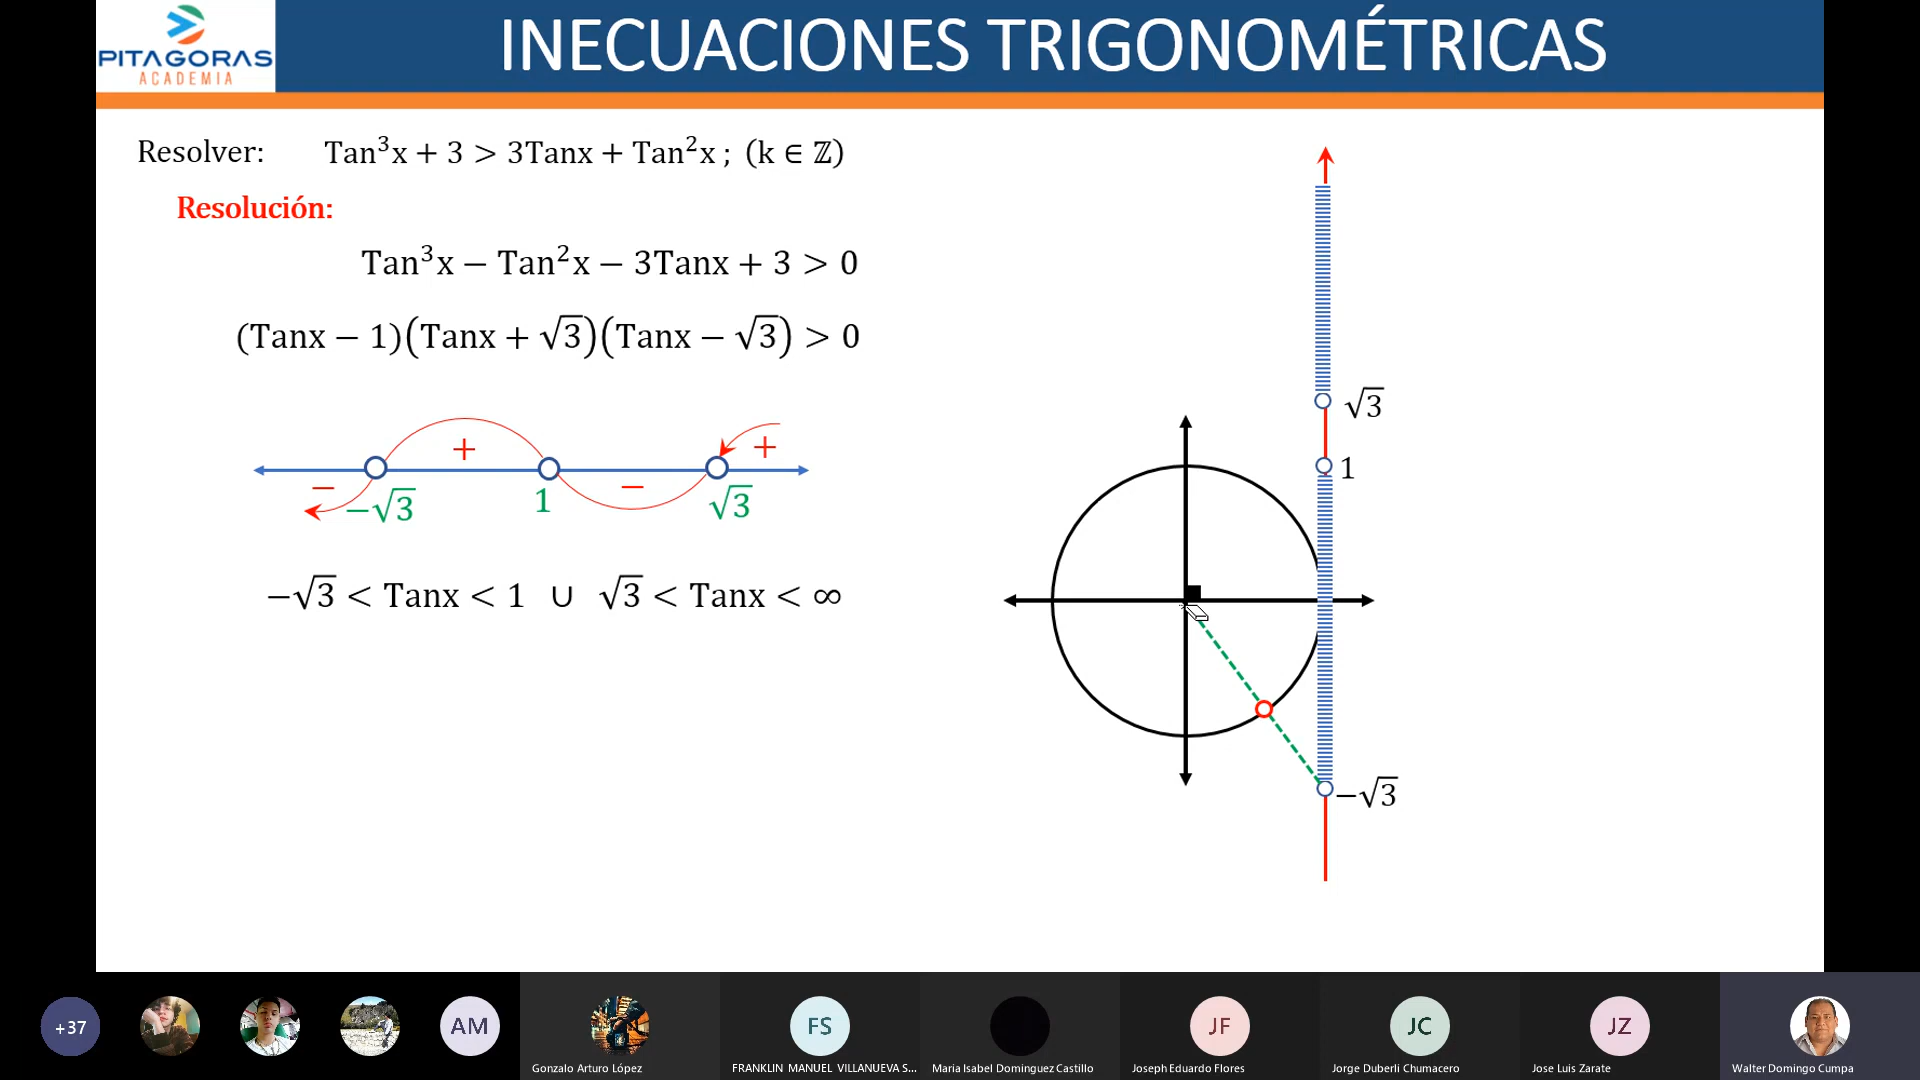 PITAGORAS
ACADEMIA
INECUACIONES TRIGONOMÉTRICAS
Resolver: Tan³x + 3 > 3Tanx + Tan²x ; (k ∈ ℤ)
Resolución:
Tan³x − Tan²x − 3Tanx + 3 > 0
(Tanx − 1)(Tanx + √3)(Tanx − √3) > 0
+ +
− −
−√3 1 √3
−√3 < Tanx < 1 ∪ √3 < Tanx < ∞
√3
1
−√3
+37
AM
FS
JF
JC
JZ
Gonzalo Arturo López
FRANKLIN MANUEL VILLANUEVA S...
Maria Isabel Dominguez Castillo
Joseph Eduardo Flores
Jorge Duberli Chumacero
Jose Luis Zarate
Walter Domingo Cumpa